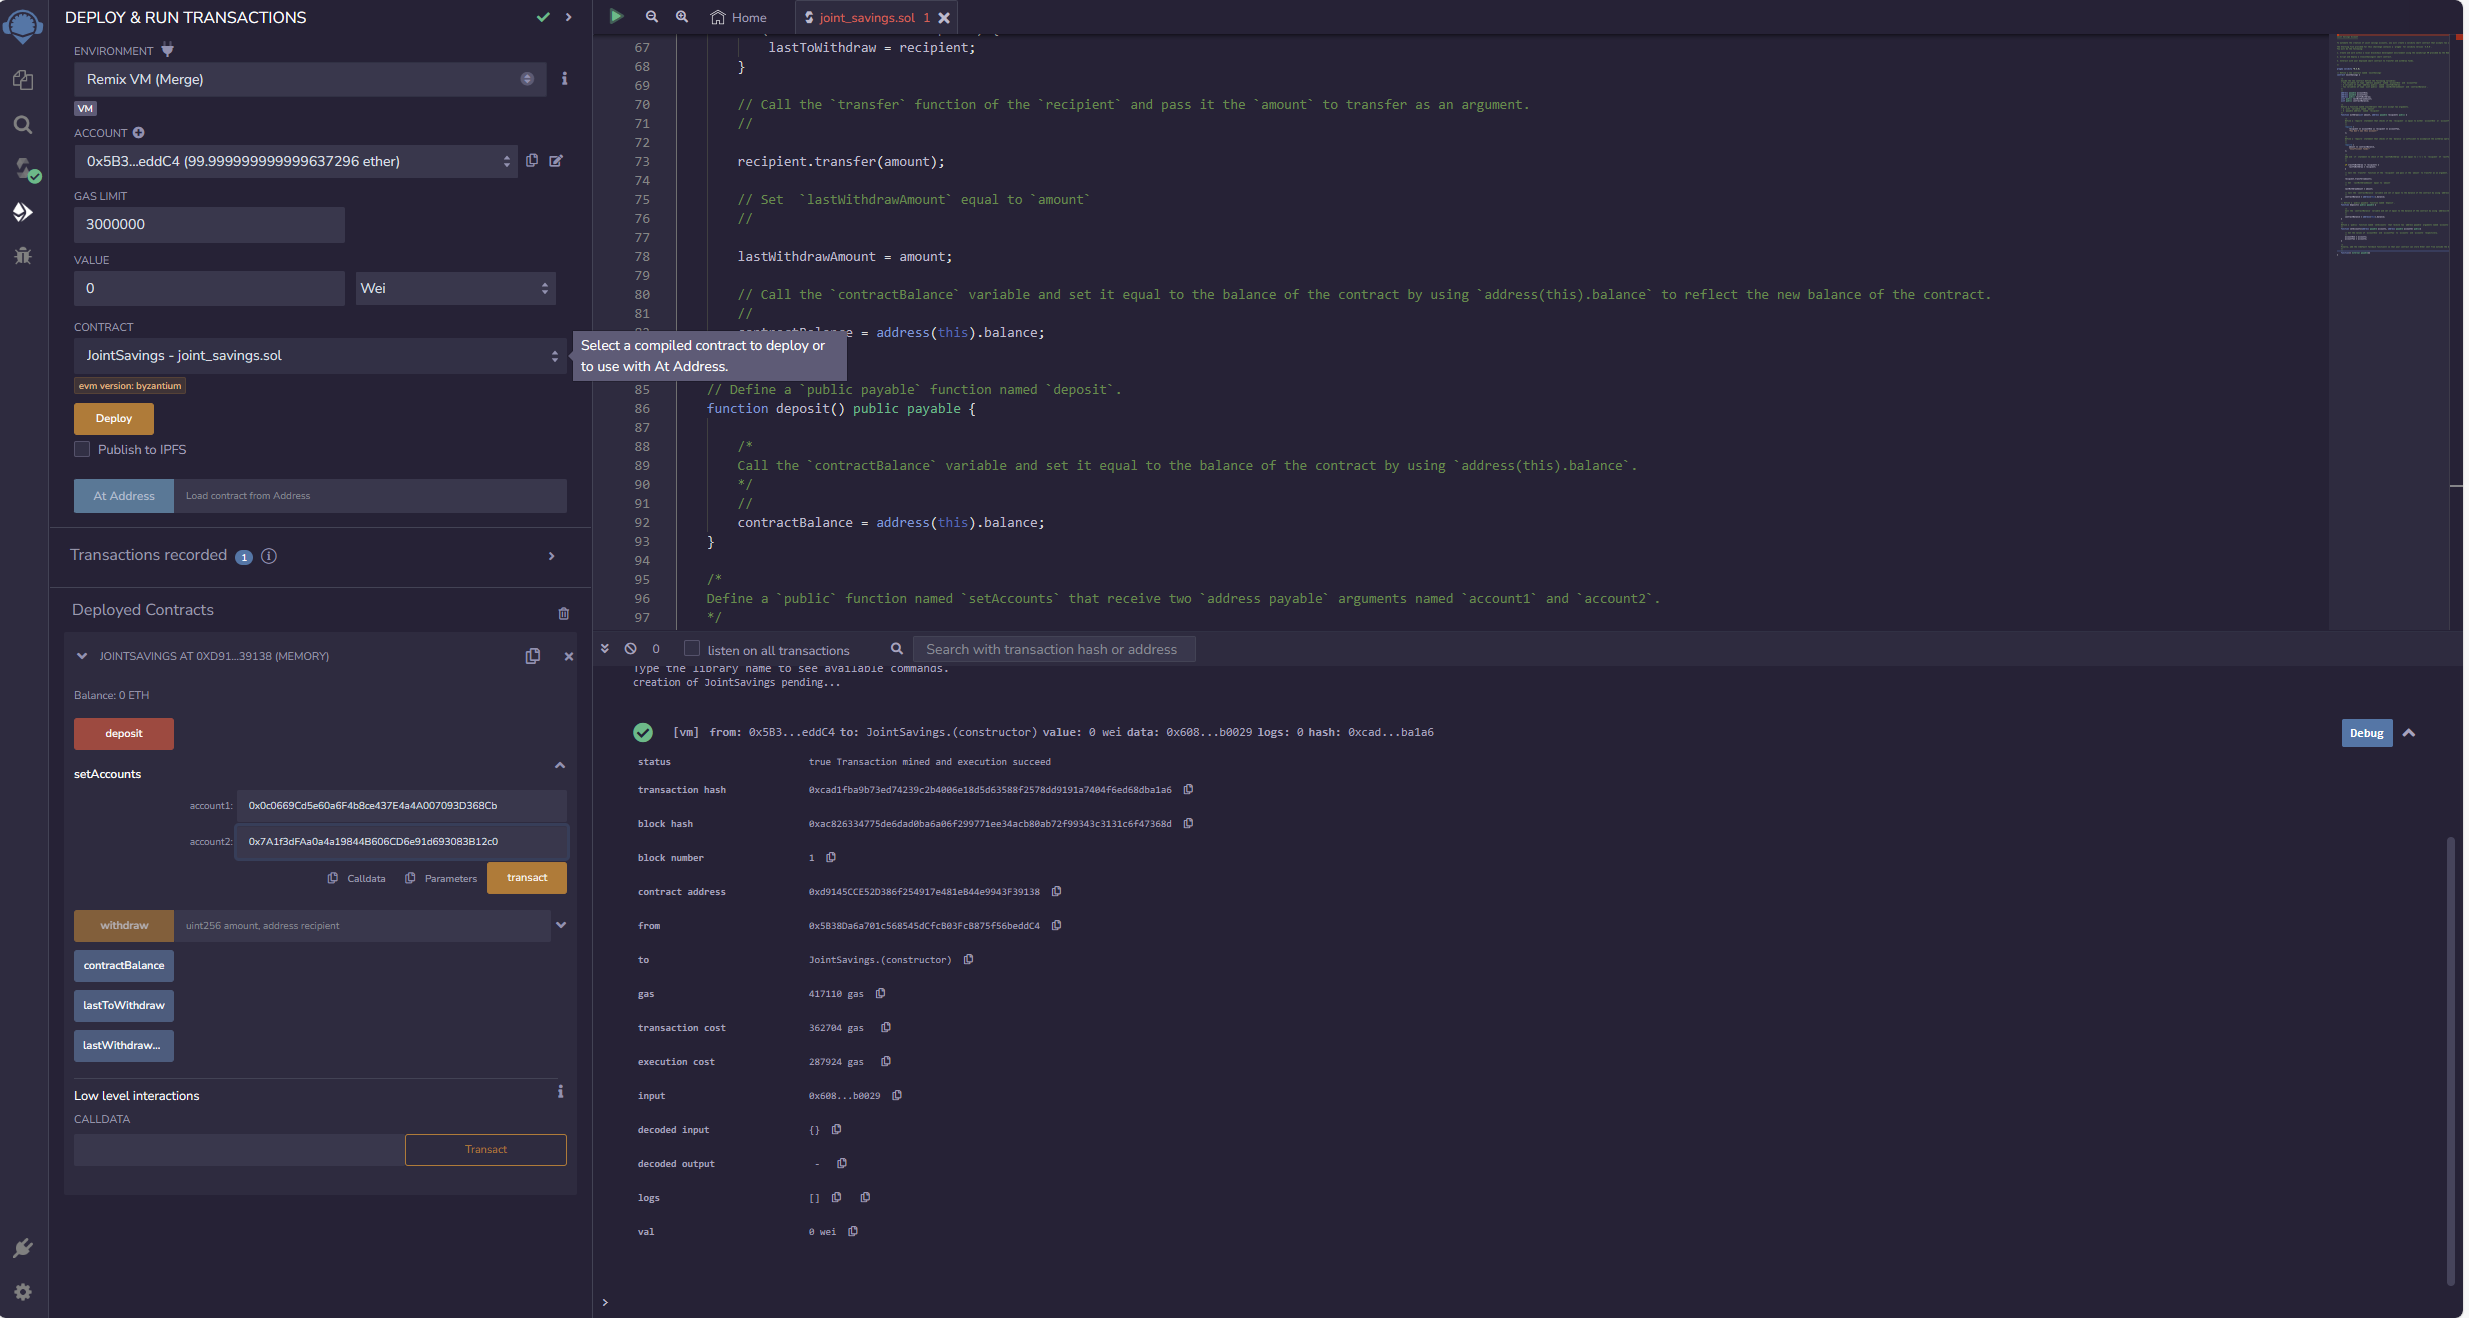 DEPLOY & RUN TRANSACTIONS
ENVIRONMENT
Remix VM (Merge)
VM
ACCOUNT
0x5B3...eddC4 (99.999999999999637296 ether)
GAS LIMIT
3000000
VALUE
0
Wei
CONTRACT
JointSavings - joint_savings.sol
evm version: byzantium
Deploy
Publish to IPFS
At Address
Load contract from Address
Transactions recorded 1
Deployed Contracts
JOINTSAVINGS AT 0XD91...39138 (MEMORY)
Balance: 0 ETH
deposit
setAccounts
account1: 0x0c0669Cd5e60a6F4b8ce437E4a4A007093D368Cb
account2: 0x7A1f3dFAa0a4a19844B606CD6e91d693083B12c0
Calldata
Parameters
transact
withdraw
uint256 amount, address recipient
contractBalance
lastToWithdraw
lastWithdraw...
Low level interactions
CALLDATA
Transact
Home
joint_savings.sol 1
67 lastToWithdraw = recipient;
68 }
69
70 // Call the `transfer` function of the `recipient` and pass it the `amount` to transfer as an argument.
71 //
72
73 recipient.transfer(amount);
74
75 // Set  `lastWithdrawAmount` equal to `amount`
76 //
77
78 lastWithdrawAmount = amount;
79
80 // Call the `contractBalance` variable and set it equal to the balance of the contract by using `address(this).balance` to reflect the new balance of the contract.
81 //
82 contractBalance = address(this).balance;
Select a compiled contract to deploy or
to use with At Address.
85 // Define a `public payable` function named `deposit`.
86 function deposit() public payable {
87
88 /*
89 Call the `contractBalance` variable and set it equal to the balance of the contract by using `address(this).balance`.
90 */
91 //
92 contractBalance = address(this).balance;
93 }
94
95 /*
96 Define a `public` function named `setAccounts` that receive two `address payable` arguments named `account1` and `account2`.
97 */
0
listen on all transactions
Search with transaction hash or address
Type the library name to see available commands.
creation of JointSavings pending...
[vm] from: 0x5B3...eddC4 to: JointSavings.(constructor) value: 0 wei data: 0x608...b0029 logs: 0 hash: 0xcad...ba1a6
Debug
status true Transaction mined and execution succeed
transaction hash 0xcad1fba9b73ed74239c2b4006e18d5d63588f2578dd9191a7404f6ed68dba1a6
block hash 0xac826334775de6dad0ba6a06f299771ee34acb80ab72f99343c3131c6f47368d
block number 1
contract address 0xd9145CCE52D386f254917e481eB44e9943F39138
from 0x5B38Da6a701c568545dCfcB03FcB875f56beddC4
to JointSavings.(constructor)
gas 417110 gas
transaction cost 362704 gas
execution cost 287924 gas
input 0x608...b0029
decoded input {}
decoded output -
logs []
val 0 wei
>